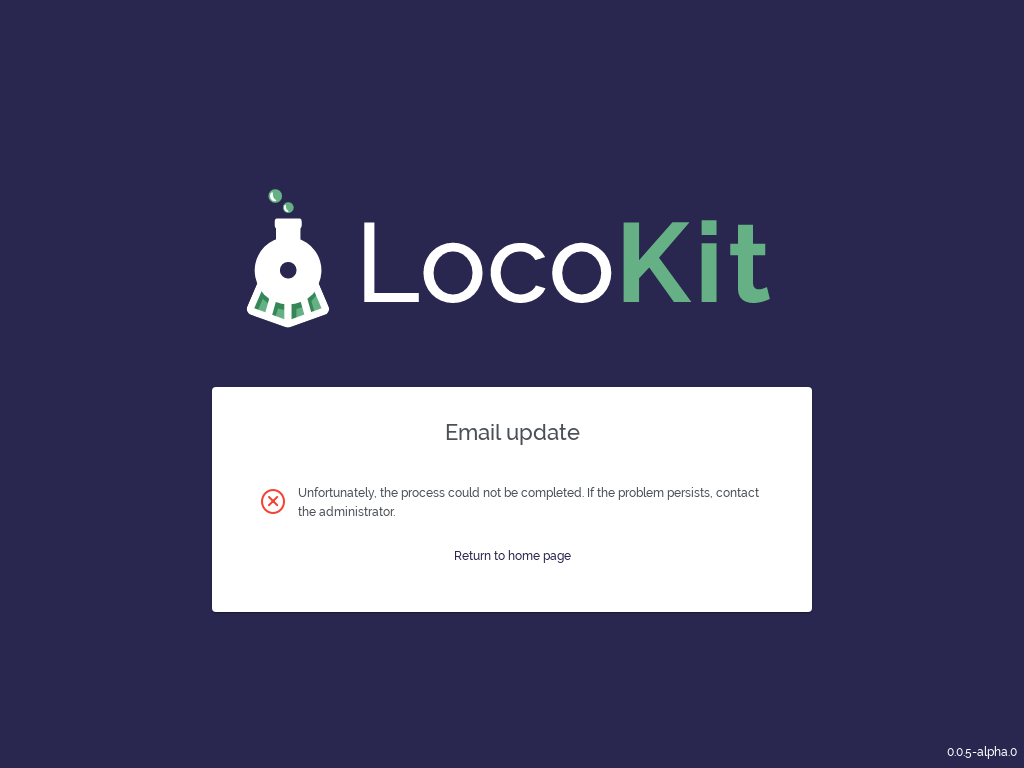 LocoKit
Email update
Unfortunately, the process could not be completed. If the problem persists, contact
the administrator.
Return to home page
0.0.5-alpha.0